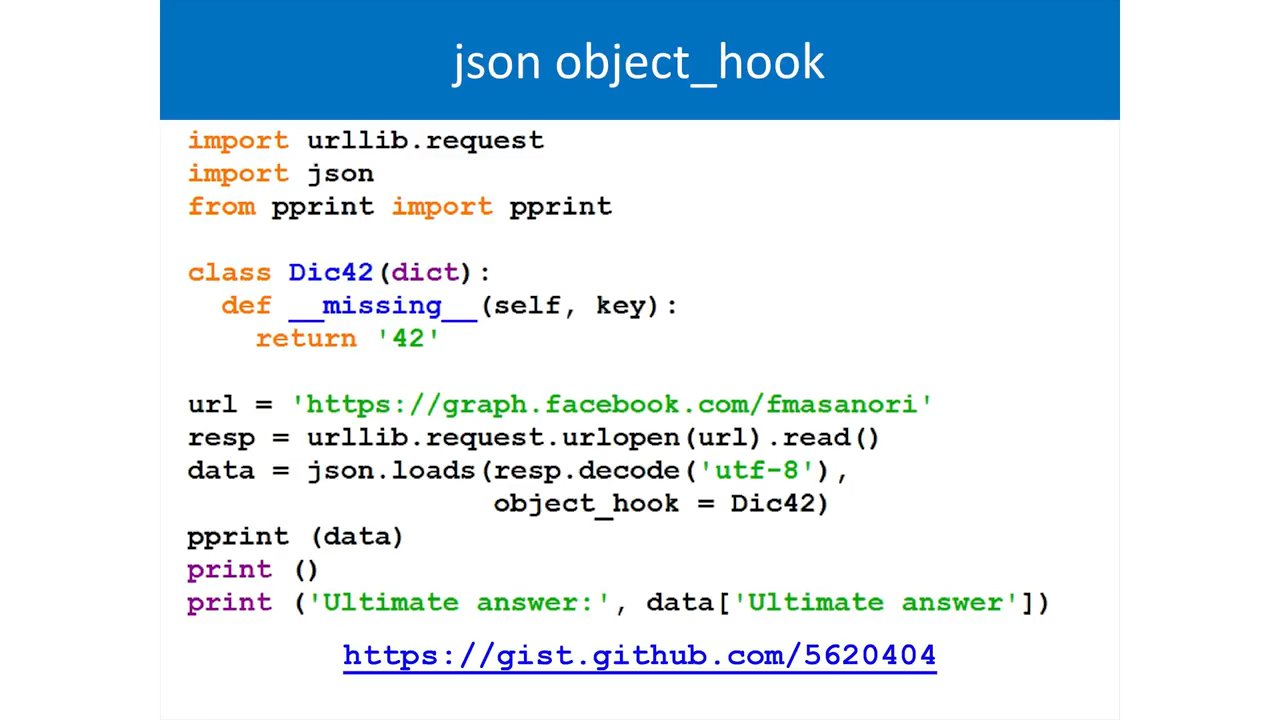 json object_hook
import urllib.request
import json
from pprint import pprint
class Dic42(dict):
def __missing__(self, key):
return '42'
url = 'https://graph.facebook.com/fmasanori'
resp = urllib.request.urlopen(url).read()
data = json.loads(resp.decode('utf-8'),
object_hook = Dic42)
pprint (data)
print ()
print ('Ultimate answer:', data['Ultimate answer'])
https://gist.github.com/5620404